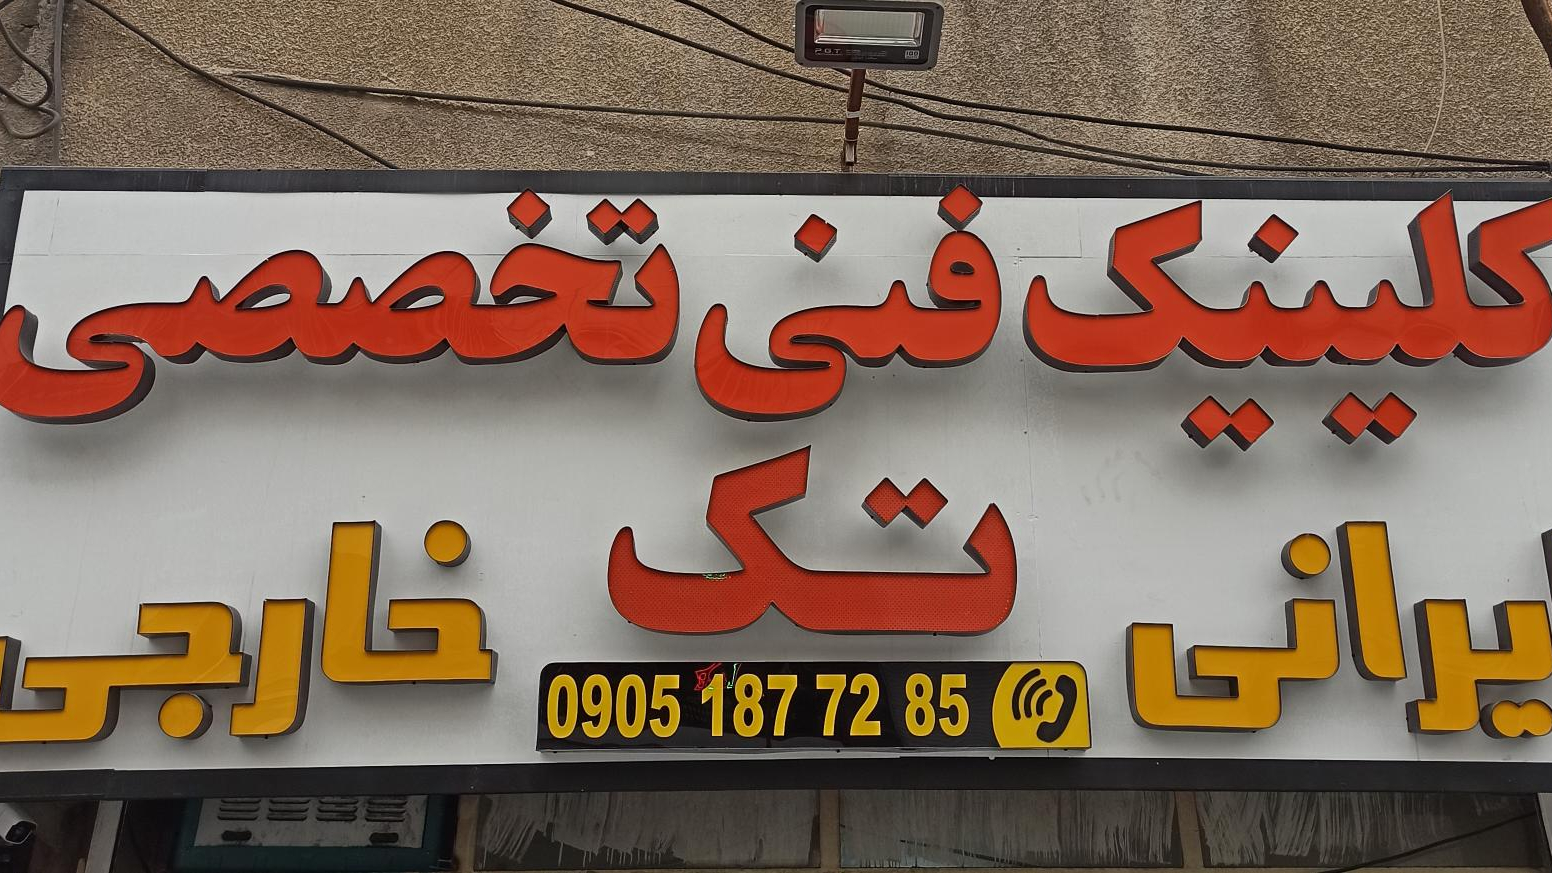 P.G.T.
کلینیک فنی تخصصی
تک
ایرانی خارجی
0905 187 72 85